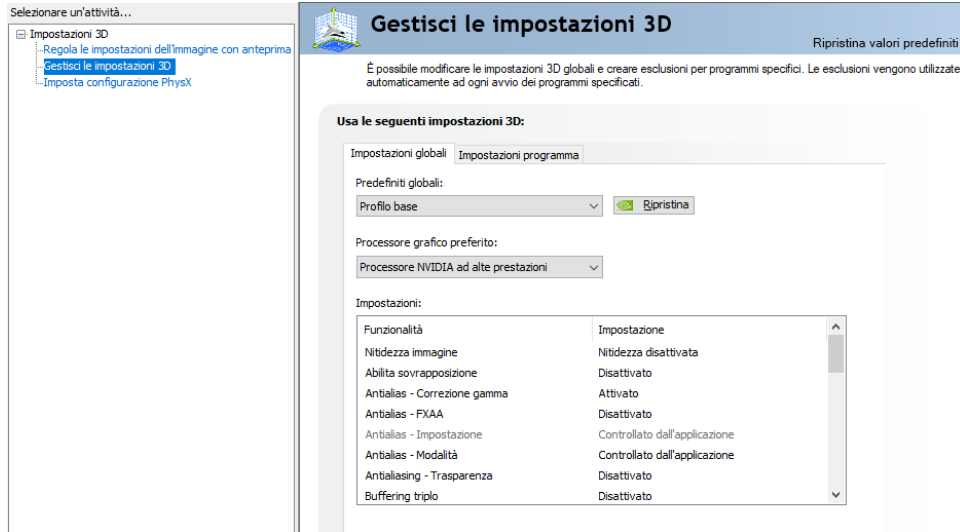 Selezionare un'attività...
Impostazioni 3D
Regola le impostazioni dell'immagine con anteprima
Gestisci le impostazioni 3D
Imposta configurazione PhysX
Gestisci le impostazioni 3D
Ripristina valori predefiniti
È possibile modificare le impostazioni 3D globali e creare esclusioni per programmi specifici. Le esclusioni vengono utilizzate
automaticamente ad ogni avvio dei programmi specificati.
Usa le seguenti impostazioni 3D:
Impostazioni globali Impostazioni programma
Predefiniti globali:
Profilo base Ripristina
Processore grafico preferito:
Processore NVIDIA ad alte prestazioni
Impostazioni:
Funzionalità Impostazione
Nitidezza immagine Nitidezza disattivata
Abilita sovrapposizione Disattivato
Antialias - Correzione gamma Attivato
Antialias - FXAA Disattivato
Antialias - Impostazione Controllato dall'applicazione
Antialias - Modalità Controllato dall'applicazione
Antialiasing - Trasparenza Disattivato
Buffering triplo Disattivato